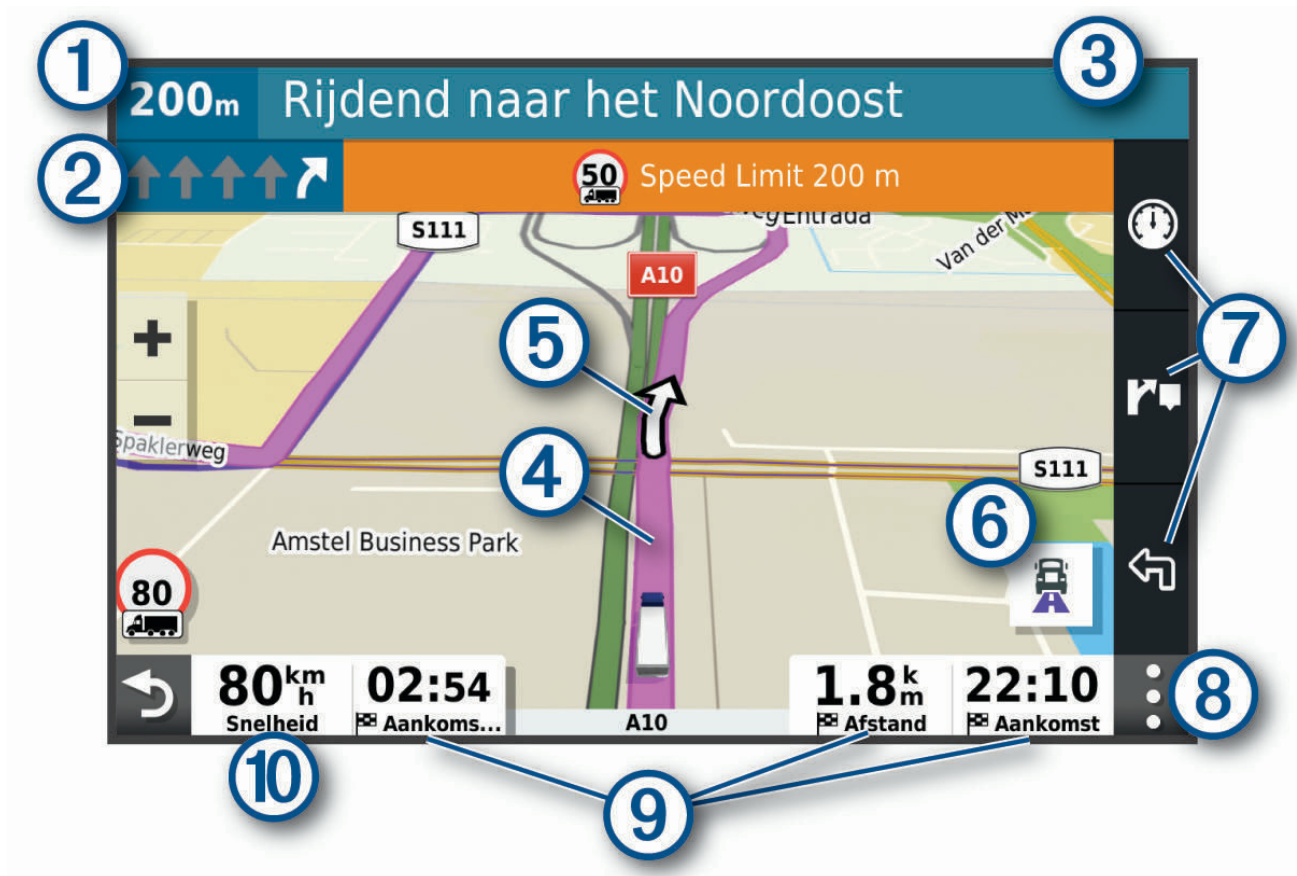 1
3
200m Rijdend naar het Noordoost
2
50 Speed Limit 200 m
Entrada
S111
Van der
A10
+
5
7
−
Spaklerweg
4
S111
6
Amstel Business Park
80
80 km h
02:54
1.8 km
22:10
8
Snelheid
Aankoms...
A10
Afstand
Aankomst
10
9